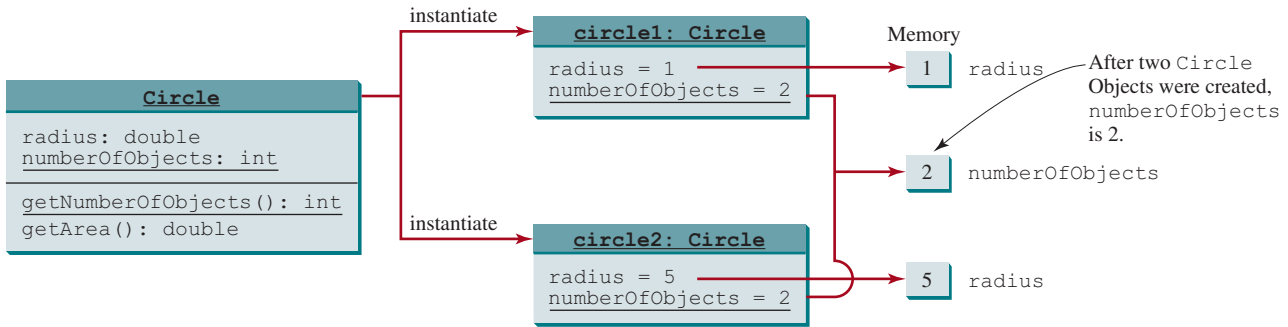 instantiate
circle1: Circle
radius = 1
numberOfObjects = 2
Memory
1
radius
After two Circle
Objects were created,
numberOfObjects
is 2.
Circle
radius: double
numberOfObjects: int
getNumberOfObjects(): int
getArea(): double
2
numberOfObjects
instantiate
circle2: Circle
radius = 5
numberOfObjects = 2
5
radius